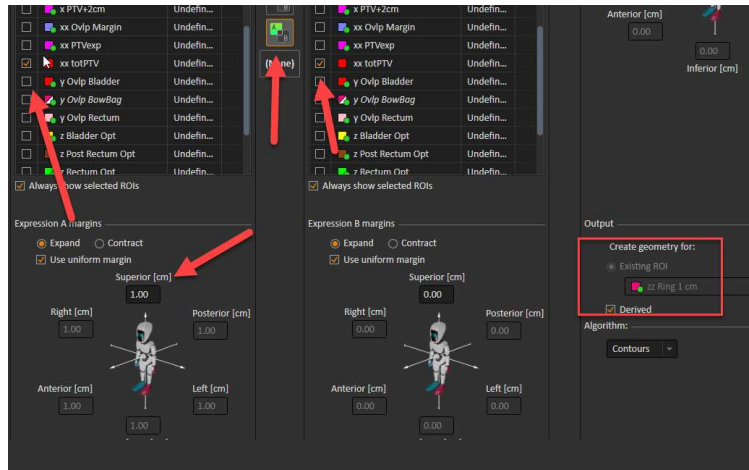 x PTV+2cm Undefin...
xx Ovlp Margin Undefin...
xx PTVexp Undefin...
xx totPTV Undefin...
y Ovlp Bladder Undefin...
y Ovlp BowBag Undefin...
y Ovlp Rectum Undefin...
z Bladder Opt Undefin...
z Post Rectum Opt Undefin...
z Rectum Opt Undefin...
Always show selected ROIs
Expression A margins
Expand Contract
Use uniform margin
Superior [cm]
1.00
Right [cm] Posterior [cm]
1.00 1.00
Anterior [cm] Left [cm]
1.00 1.00
1.00
(None)
x PTV+2cm Undefin...
xx Ovlp Margin Undefin...
xx PTVexp Undefin...
xx totPTV Undefin...
y Ovlp Bladder Undefin...
y Ovlp BowBag Undefin...
y Ovlp Rectum Undefin...
z Bladder Opt Undefin...
z Post Rectum Opt Undefin...
z Rectum Opt Undefin...
Always show selected ROIs
Expression B margins
Expand Contract
Use uniform margin
Superior [cm]
0.00
Right [cm] Posterior [cm]
0.00 0.00
Anterior [cm] Left [cm]
0.00 0.00
0.00
Anterior [cm]
0.00
0.00
Inferior [cm]
Output
Create geometry for:
Existing ROI
zz Ring 1 cm
Derived
Algorithm:
Contours